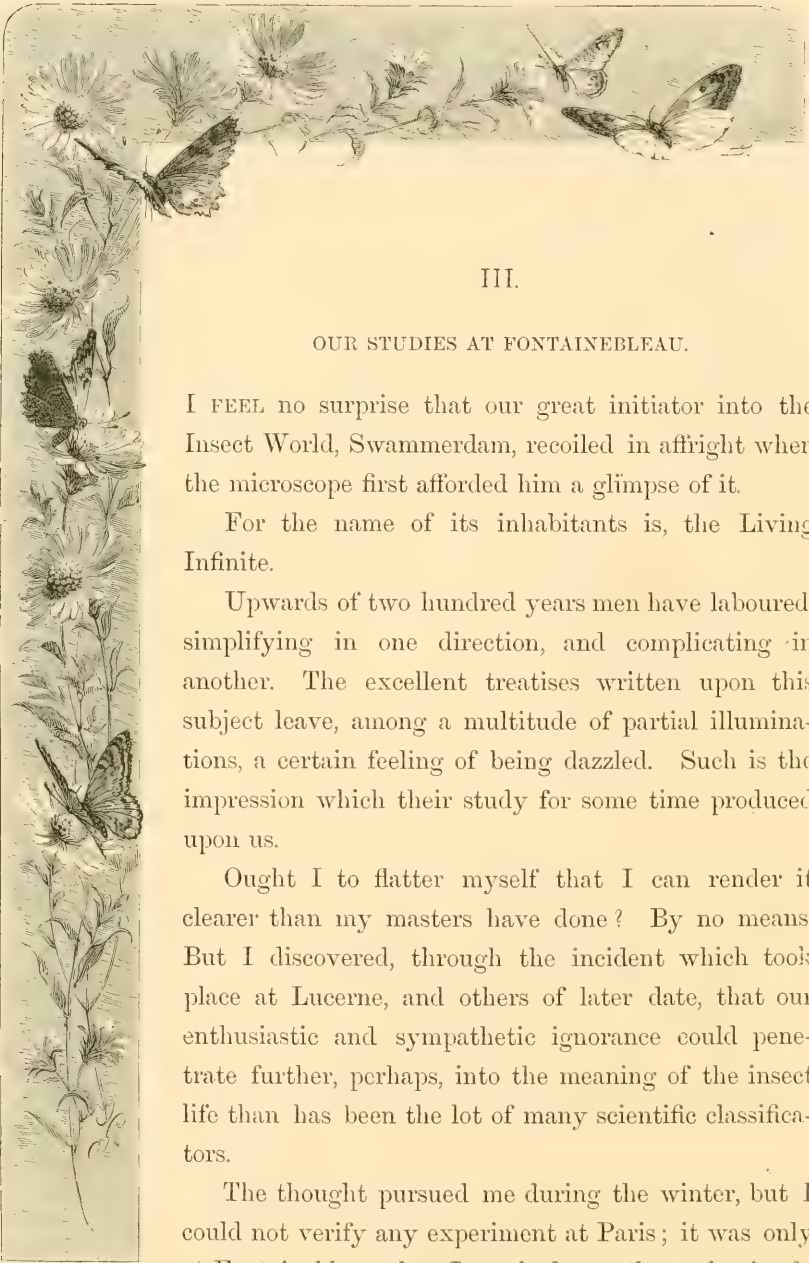 III.
OUR STUDIES AT FONTAINEBLEAU.
I FEEL no surprise that our great initiator into the
Insect World, Swammerdam, recoiled in affright when
the microscope first afforded him a glimpse of it.
For the name of its inhabitants is, the Living
Infinite.
Upwards of two hundred years men have laboured,
simplifying in one direction, and complicating in
another. The excellent treatises written upon this
subject leave, among a multitude of partial illumina-
tions, a certain feeling of being dazzled. Such is the
impression which their study for some time produced
upon us.
Ought I to flatter myself that I can render it
clearer than my masters have done? By no means.
But I discovered, through the incident which took
place at Lucerne, and others of later date, that our
enthusiastic and sympathetic ignorance could pene-
trate further, perhaps, into the meaning of the insect
life than has been the lot of many scientific classifica-
tors.
The thought pursued me during the winter, but I
could not verify any experiment at Paris; it was only